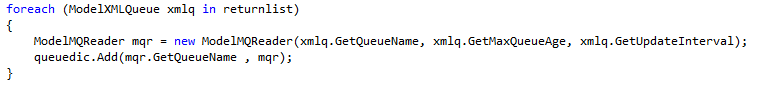 foreach (ModelXMLQueue xmlq in returnlist)
{
    ModelMQReader mqr = new ModelMQReader(xmlq.GetQueueName, xmlq.GetMaxQueueAge, xmlq.GetUpdateInterval);
    queuedic.Add(mqr.GetQueueName , mqr);
}